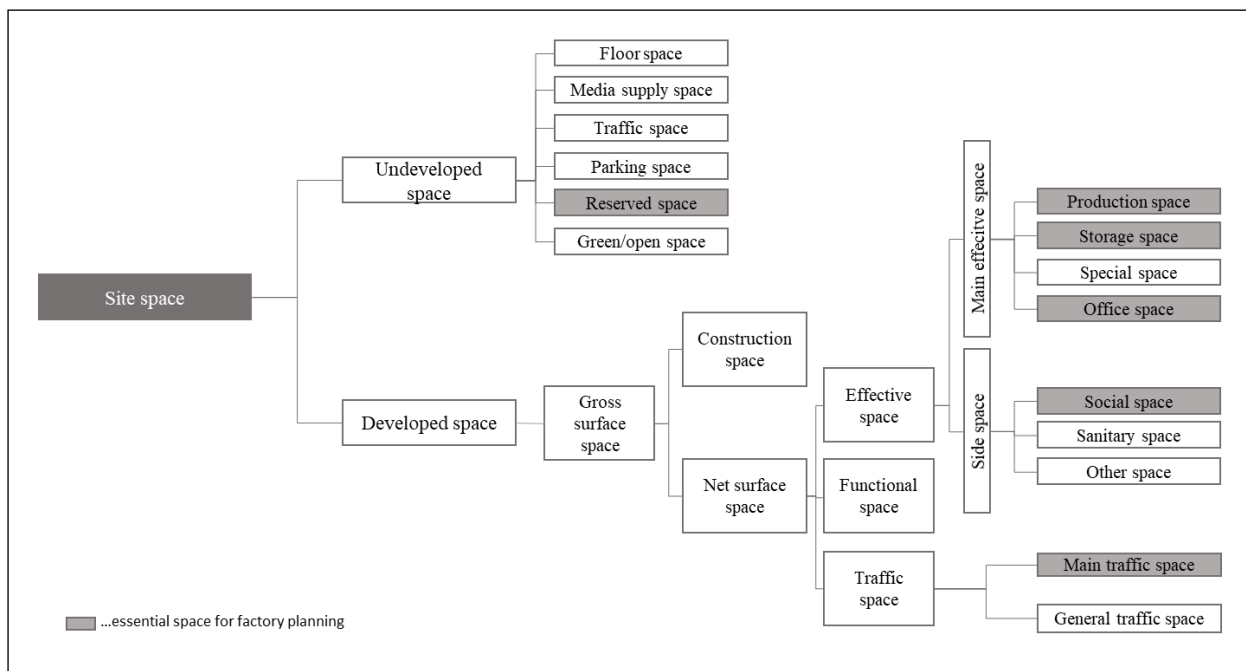 Floor space
Media supply space
Traffic space
Parking space
Reserved space
Green/open space
Undeveloped
space
Site space
Developed space
Gross
surface
space
Construction
space
Net surface
space
Effective
space
Functional
space
Traffic
space
Main effecitve space
Side space
Production space
Storage space
Special space
Office space
Social space
Sanitary space
Other space
Main traffic space
General traffic space
...essential space for factory planning